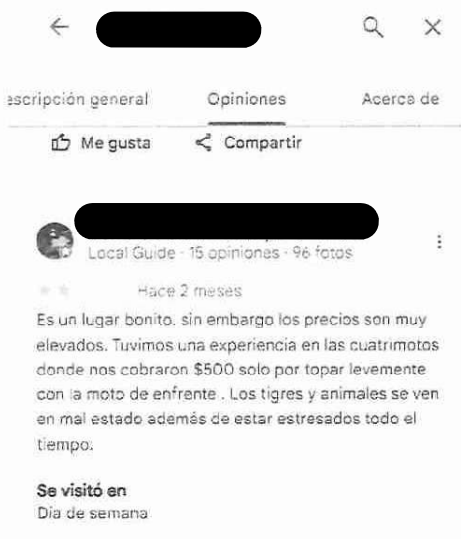 escripción general Opiniones Acerca de
Me gusta Compartir
Local Guide · 15 opiniones · 96 fotos
Hace 2 meses
Es un lugar bonito. sin embargo los precios son muy
elevados. Tuvimos una experiencia en las cuatrimotos
donde nos cobraron $500 solo por topar levemente
con la moto de enfrente . Los tigres y animales se ven
en mal estado además de estar estresados todo el
tiempo.
Se visitó en
Día de semana